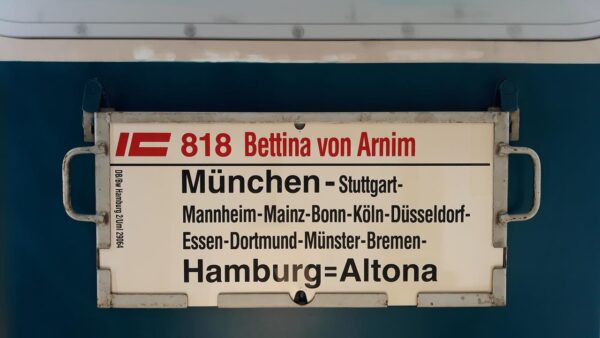 IC 818 Bettina von Arnim
München-Stuttgart-
Mannheim-Mainz-Bonn-Köln-Düsseldorf-
Essen-Dortmund-Münster-Bremen-
Hamburg=Altona